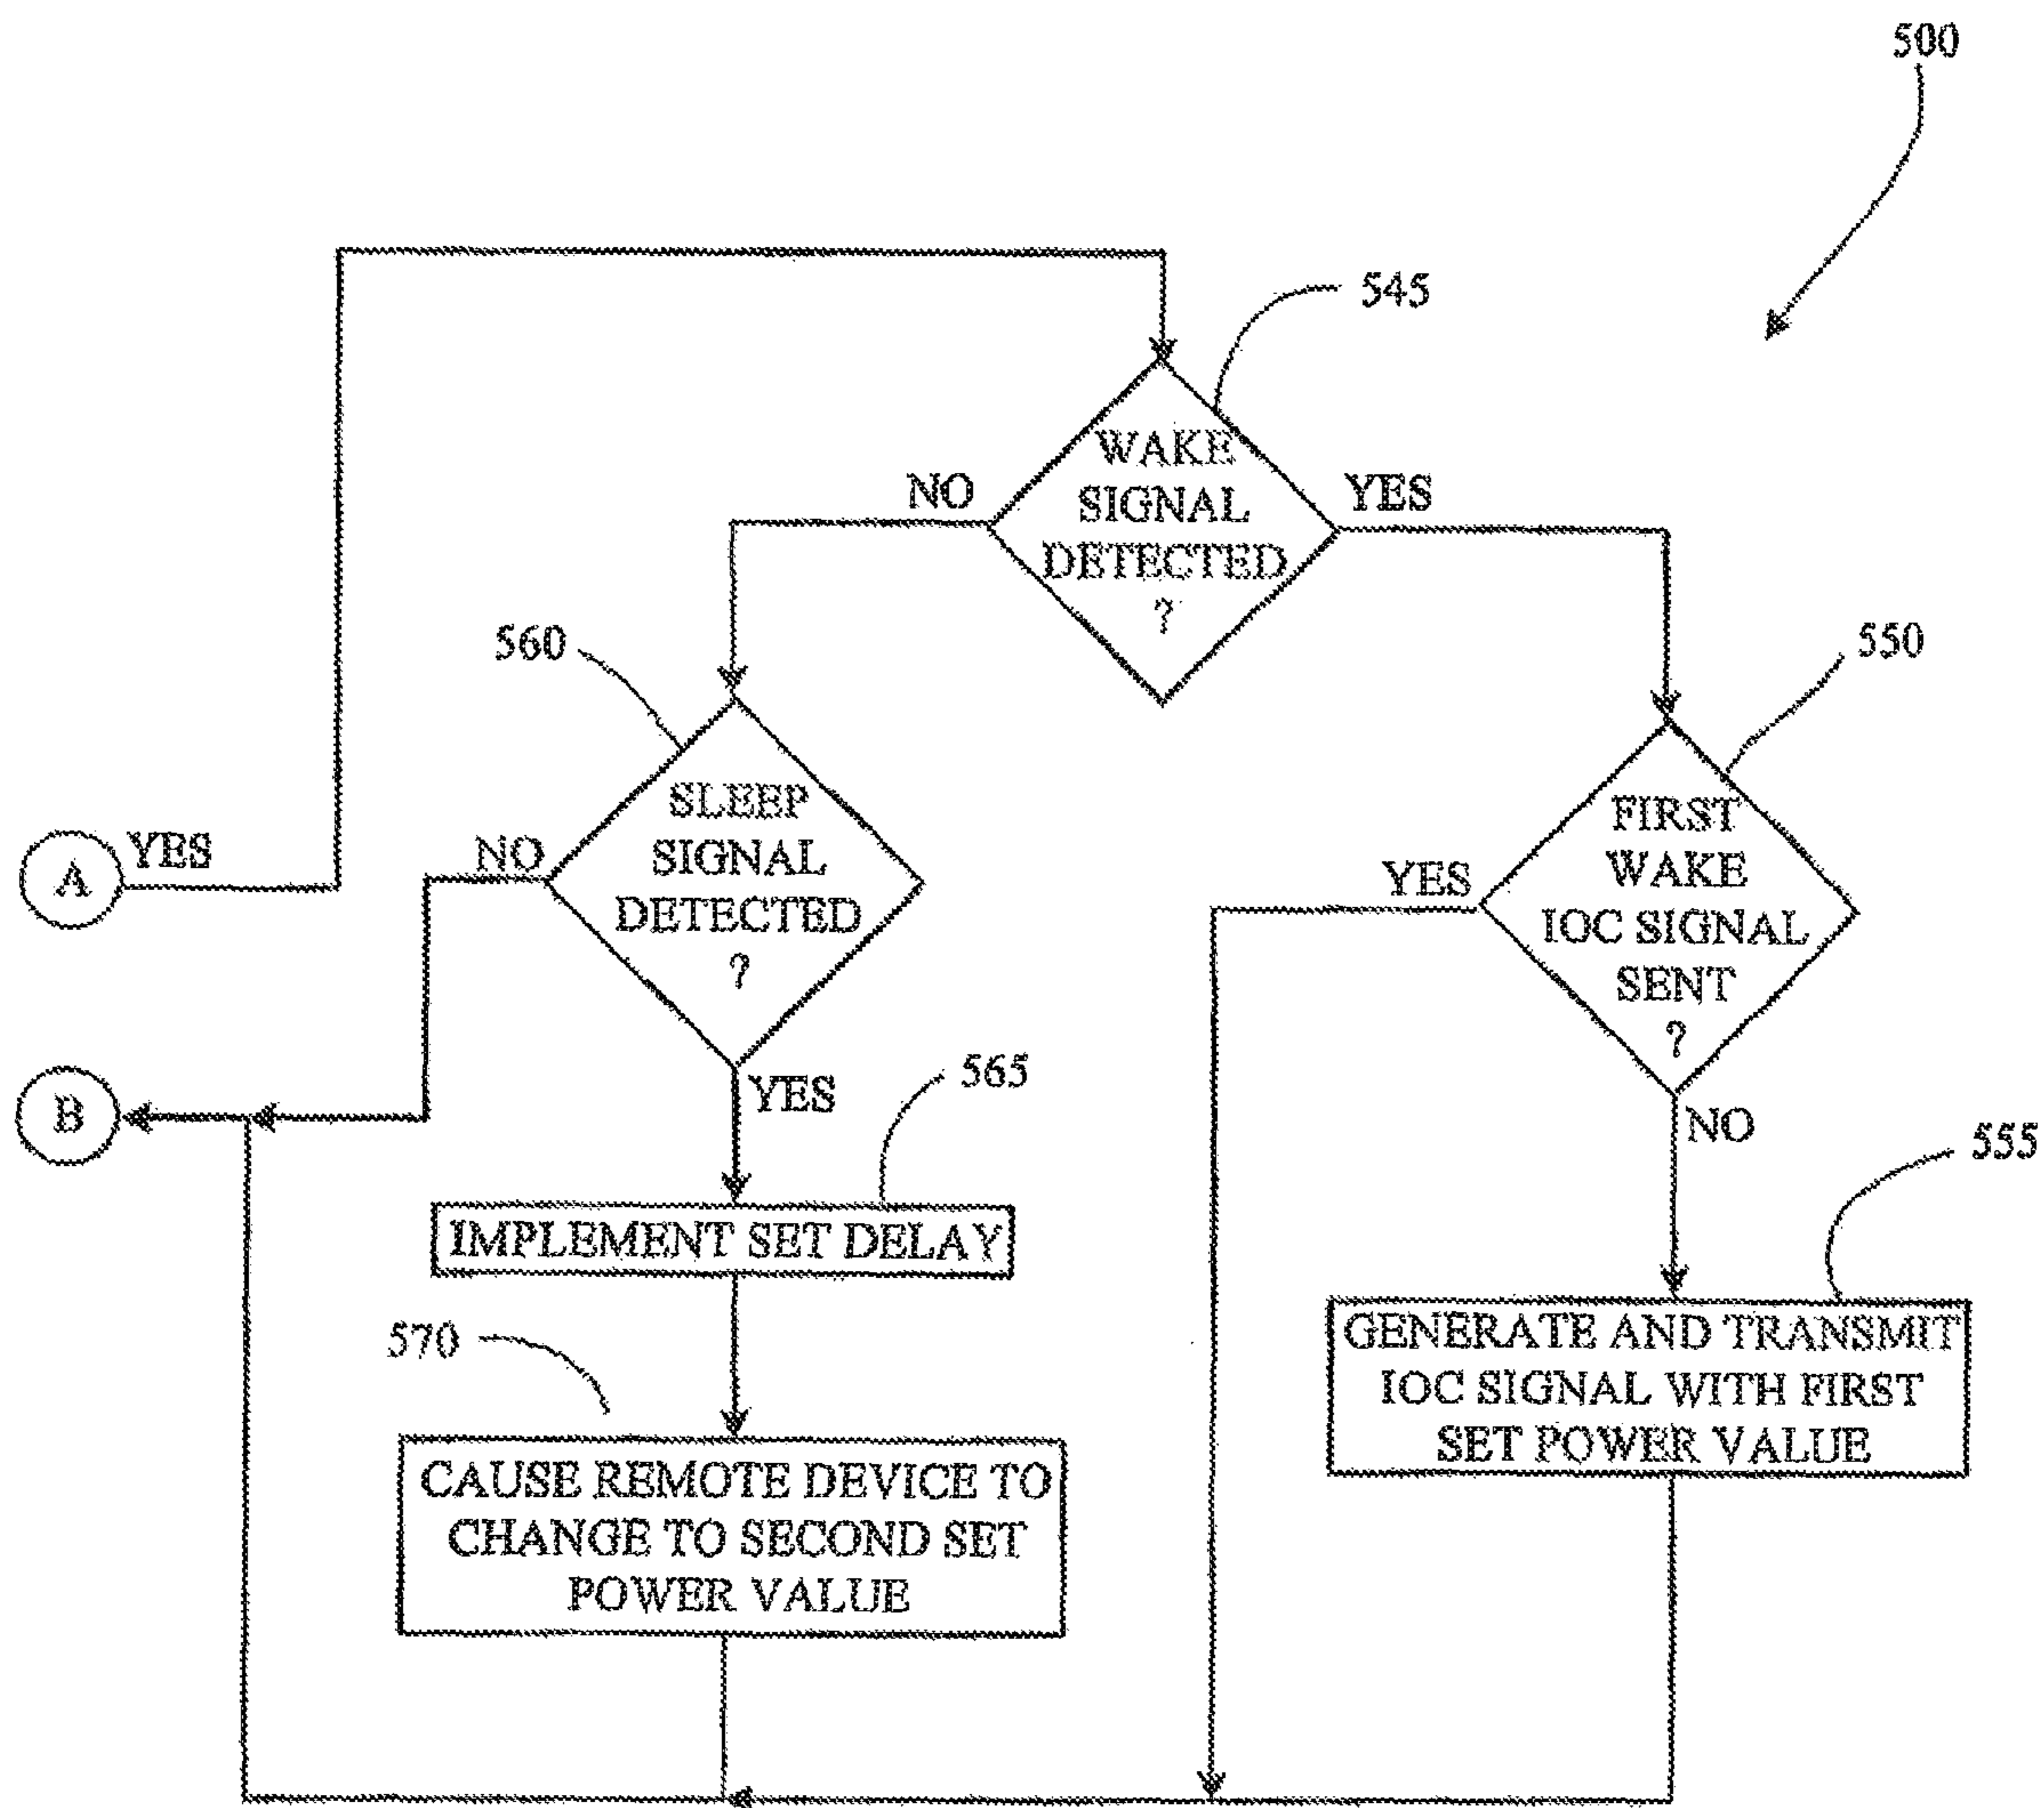 500
545
WAKE
SIGNAL
DETECTED
?
NO
YES
560
550
SLEEP
SIGNAL
DETECTED
?
NO
YES
FIRST
WAKE
IOC SIGNAL
SENT
?
YES
NO
A
YES
B
565
555
IMPLEMENT SET DELAY
570
GENERATE AND TRANSMIT
IOC SIGNAL WITH FIRST
SET POWER VALUE
CAUSE REMOTE DEVICE TO
CHANGE TO SECOND SET
POWER VALUE